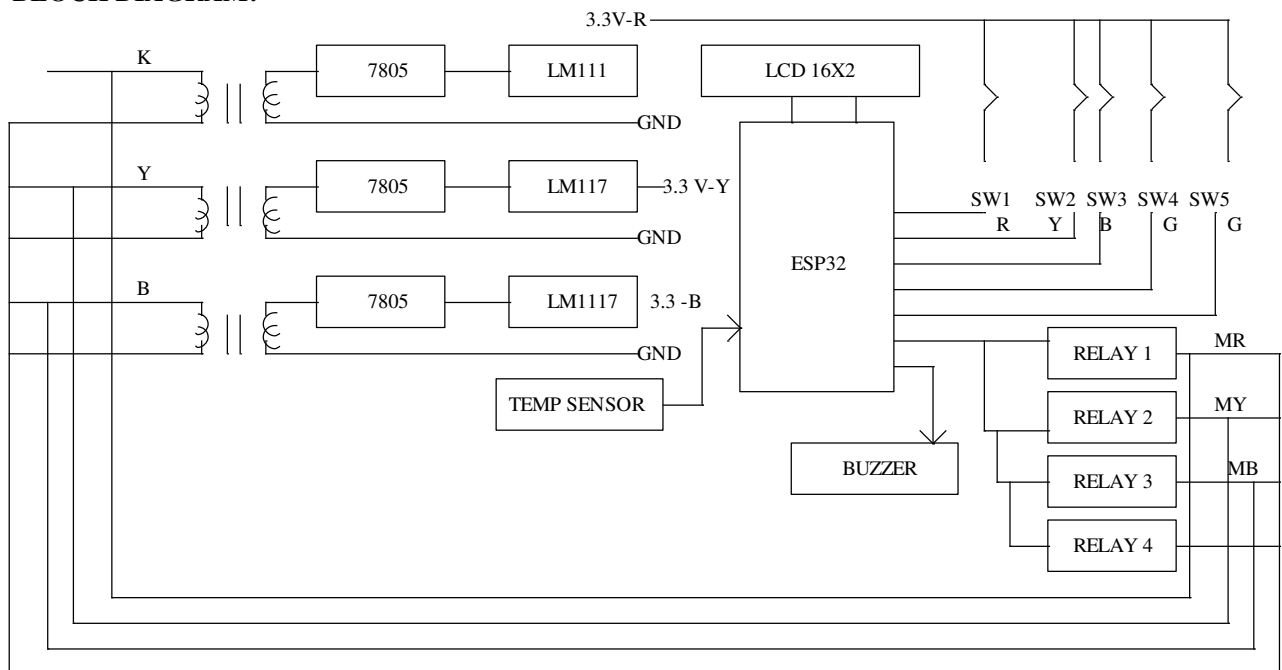 3.3V-R
K
7805
LM111
LCD 16X2
GND
Y
7805
LM117
3.3 V-Y
GND
SW1 SW2 SW3 SW4 SW5
R Y B G G
ESP32
B
7805
LM1117
3.3 -B
GND
RELAY 1
MR
TEMP SENSOR
RELAY 2
MY
BUZZER
RELAY 3
MB
RELAY 4